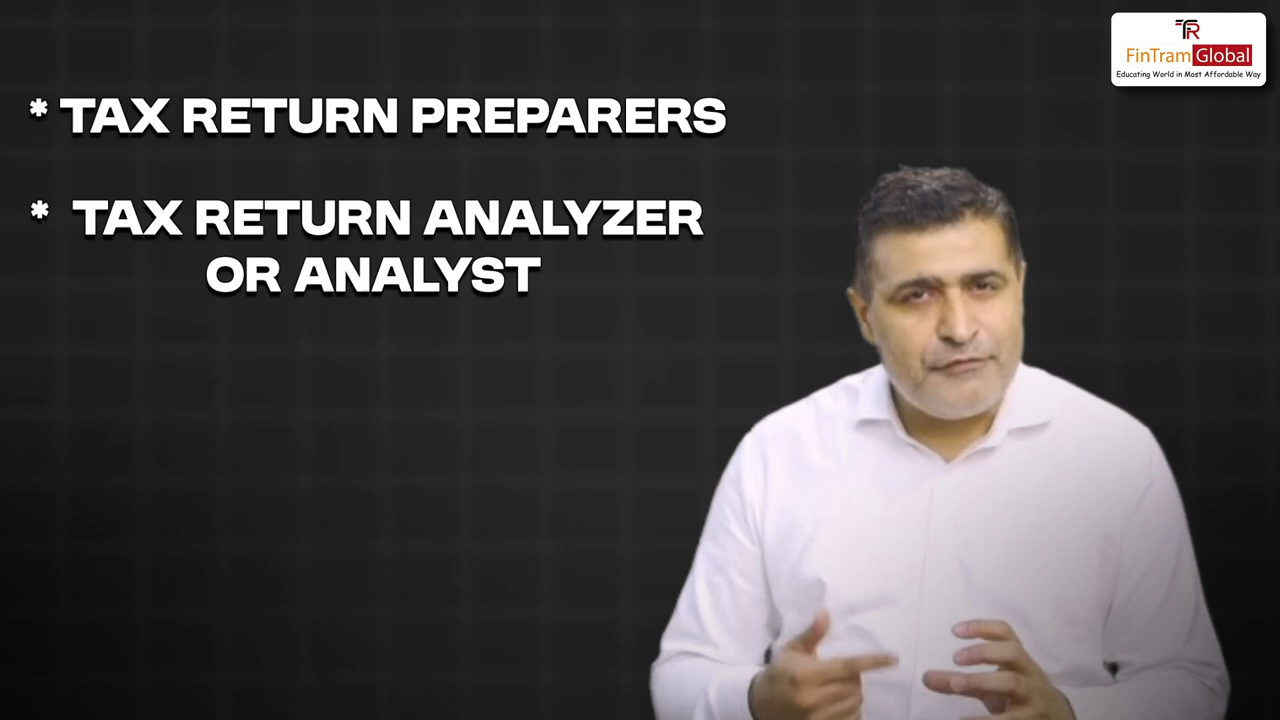 * TAX RETURN PREPARERS
* TAX RETURN ANALYZER
OR ANALYST
FinTram Global
Educating World in Most Affordable Way